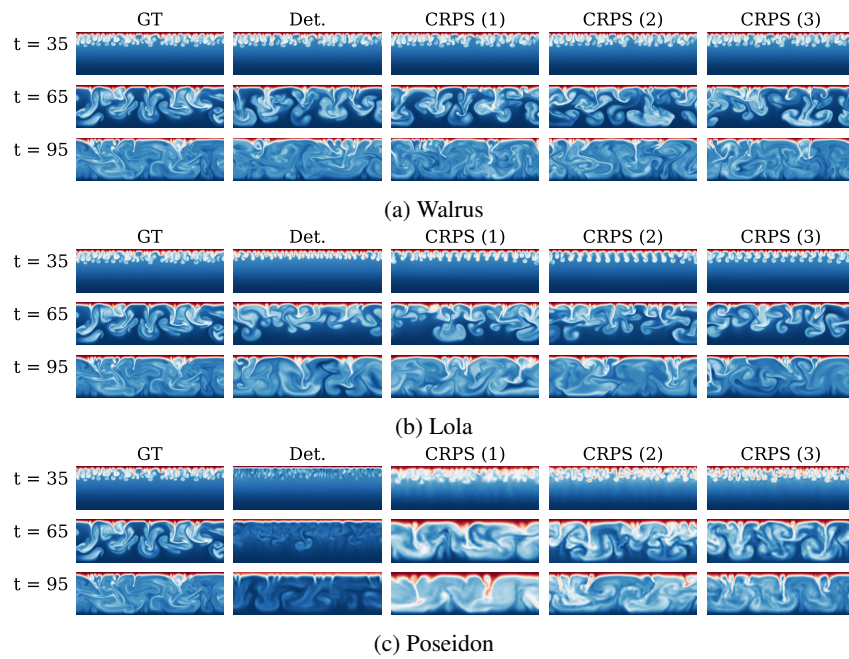 GT Det. CRPS (1) CRPS (2) CRPS (3)
t = 35
t = 65
t = 95
(a) Walrus
GT Det. CRPS (1) CRPS (2) CRPS (3)
t = 35
t = 65
t = 95
(b) Lola
GT Det. CRPS (1) CRPS (2) CRPS (3)
t = 35
t = 65
t = 95
(c) Poseidon